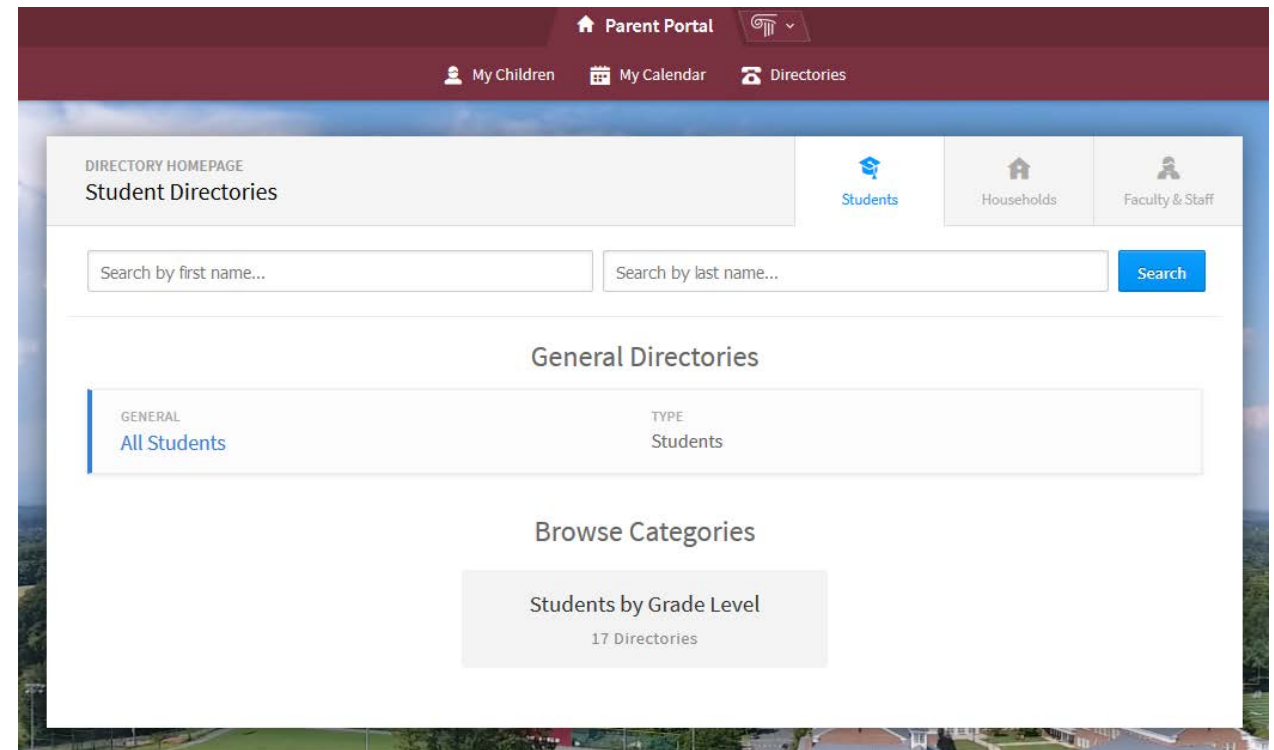 Parent Portal
My Children My Calendar Directories
DIRECTORY HOMEPAGE
Student Directories
Students Households Faculty & Staff
Search by first name... Search by last name... Search
General Directories
GENERAL TYPE
All Students Students
Browse Categories
Students by Grade Level
17 Directories